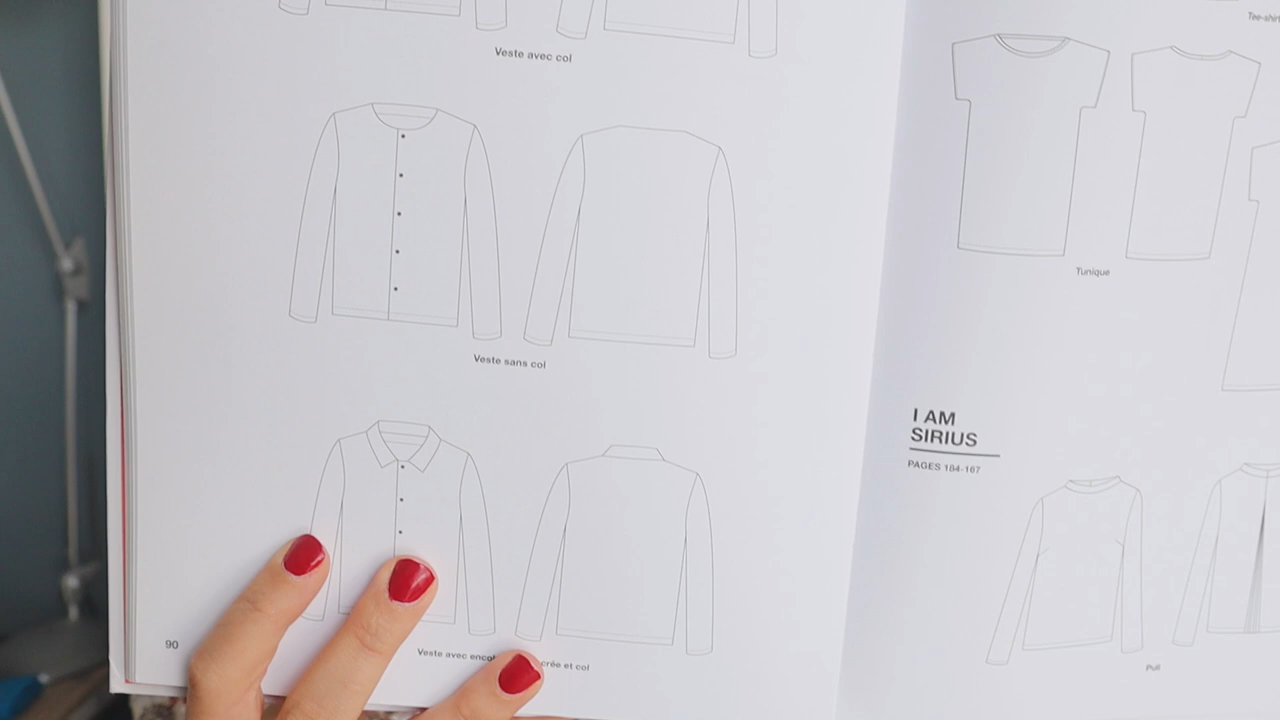 Veste avec col
Veste sans col
Veste avec enco crée et col
90
Tee-shirt
Tunique
I AM
SIRIUS
PAGES 184-167
Pull